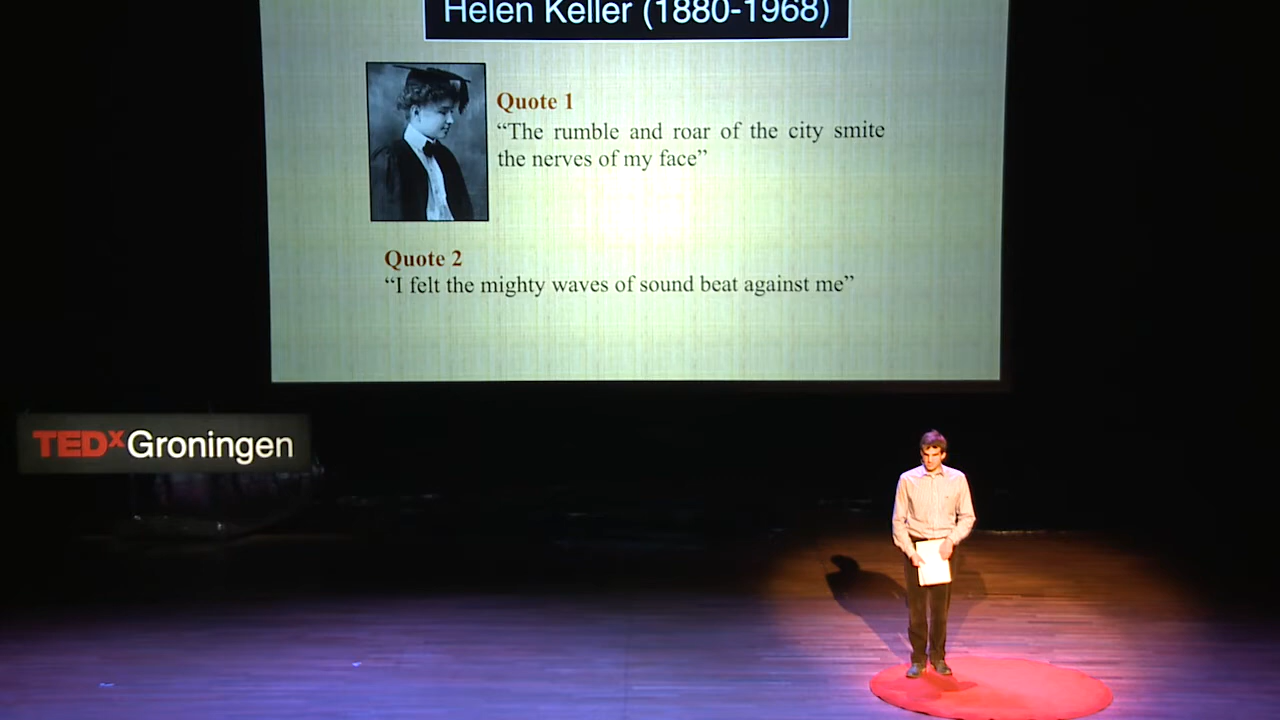 Helen Keller (1880-1968)
Quote 1
“The rumble and roar of the city smite
the nerves of my face”
Quote 2
“I felt the mighty waves of sound beat against me”
TEDxGroningen